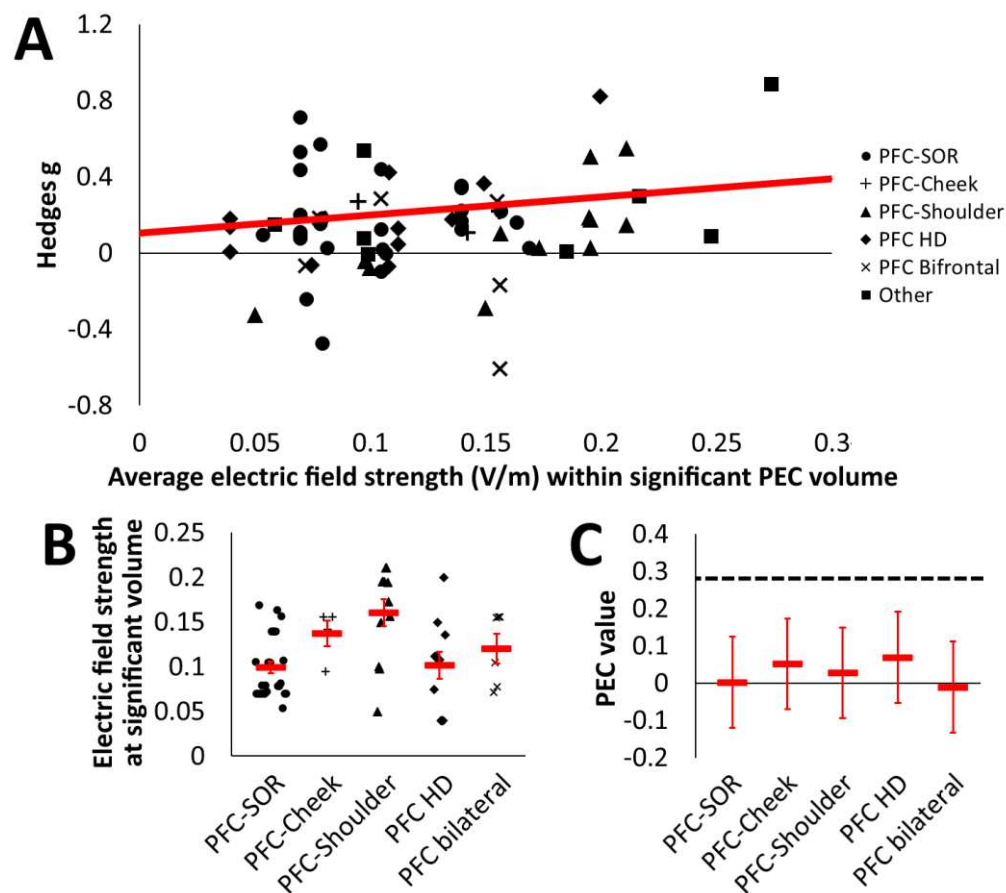 A
1.2
0.8
0.4
0
-0.4
-0.8
Hedges g
0 0.05 0.1 0.15 0.2 0.25 0.3
Average electric field strength (V/m) within significant PEC volume
PFC-SOR
PFC-Cheek
PFC-Shoulder
PFC HD
PFC Bifrontal
Other
B
Electric field strength
at significant volume
0.25
0.2
0.15
0.1
0.05
0
PFC-SOR
PFC-Cheek
PFC-Shoulder
PFC HD
PFC bilateral
C
PEC value
0.4
0.3
0.2
0.1
0
-0.1
-0.2
PFC-SOR
PFC-Cheek
PFC-Shoulder
PFC HD
PFC bilateral